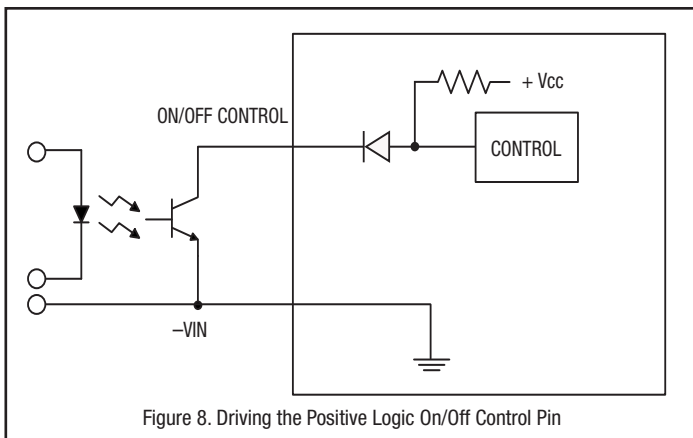 + Vcc
ON/OFF CONTROL
CONTROL
–VIN
Figure 8. Driving the Positive Logic On/Off Control Pin